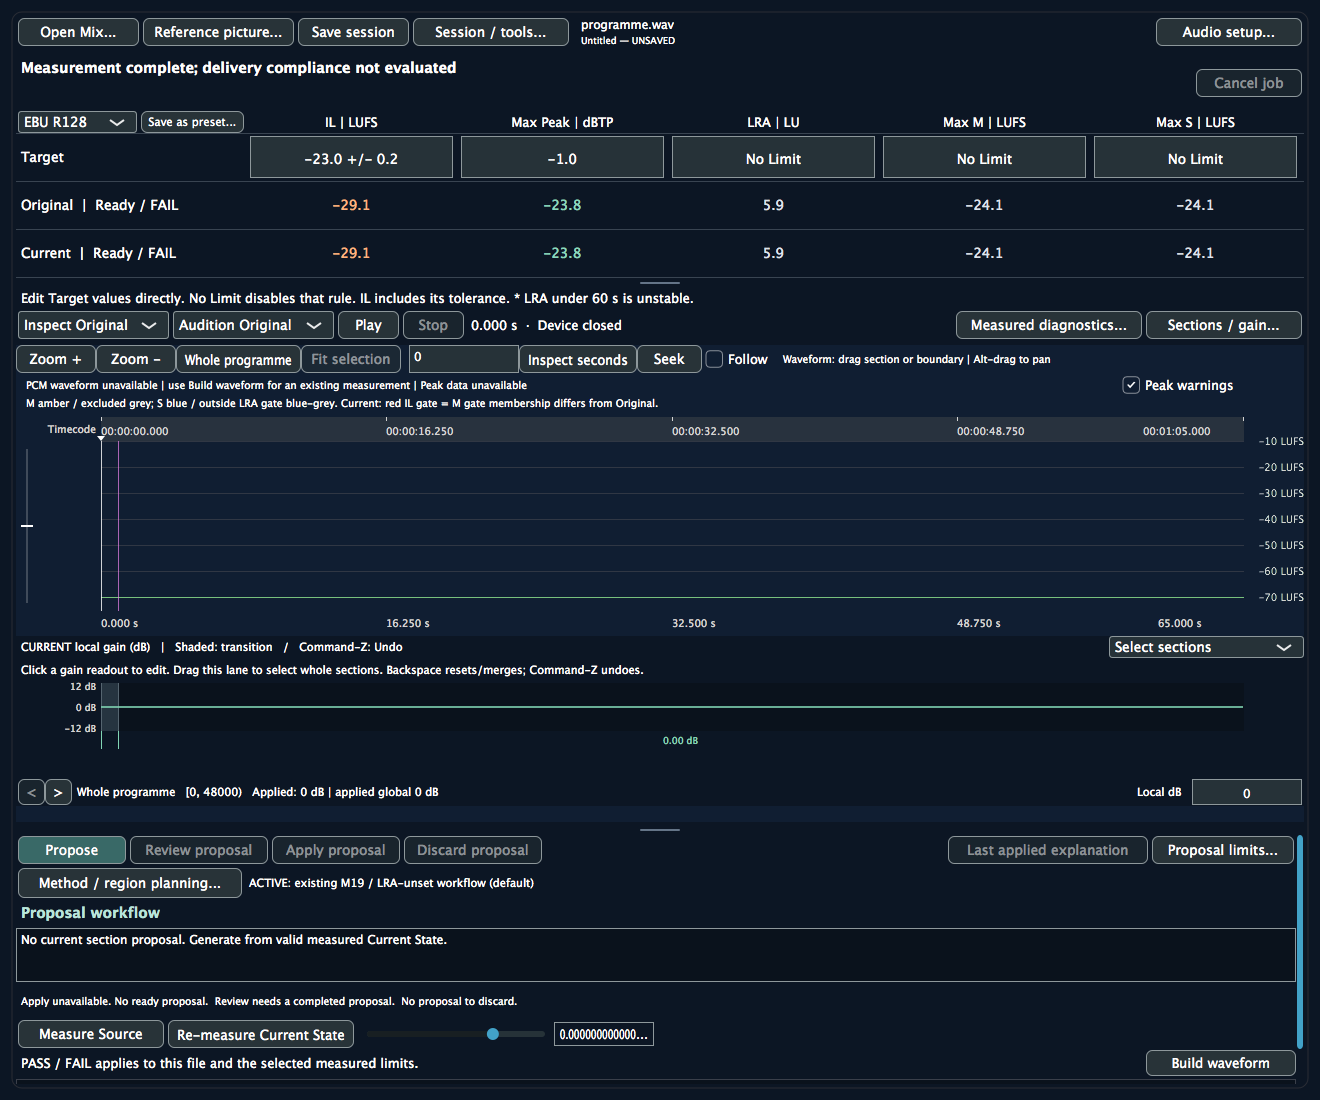 Open Mix... Reference picture... Save session Session / tools... programme.wav Audio setup...
Untitled — UNSAVED
Measurement complete; delivery compliance not evaluated
Cancel job
EBU R128 Save as preset... IL | LUFS Max Peak | dBTP LRA | LU Max M | LUFS Max S | LUFS
Target -23.0 +/- 0.2 -1.0 No Limit No Limit No Limit
Original | Ready / FAIL -29.1 -23.8 5.9 -24.1 -24.1
Current | Ready / FAIL -29.1 -23.8 5.9 -24.1 -24.1
Edit Target values directly. No Limit disables that rule. IL includes its tolerance. * LRA under 60 s is unstable.
Inspect Original Audition Original Play Stop 0.000 s · Device closed Measured diagnostics... Sections / gain...
Zoom + Zoom - Whole programme Fit selection 0 Inspect seconds Seek Follow Waveform: drag section or boundary | Alt-drag to pan
PCM waveform unavailable | use Build waveform for an existing measurement | Peak data unavailable Peak warnings
M amber / excluded grey; S blue / outside LRA gate blue-grey. Current: red IL gate = M gate membership differs from Original.
Timecode 00:00:00.000 00:00:16.250 00:00:32.500 00:00:48.750 00:01:05.000
-10 LUFS
-20 LUFS
-30 LUFS
-40 LUFS
-50 LUFS
-60 LUFS
-70 LUFS
0.000 s 16.250 s 32.500 s 48.750 s 65.000 s
CURRENT local gain (dB) | Shaded: transition / Command-Z: Undo Select sections
Click a gain readout to edit. Drag this lane to select whole sections. Backspace resets/merges; Command-Z undoes.
12 dB
0 dB
-12 dB
0.00 dB
< > Whole programme [0, 48000) Applied: 0 dB | applied global 0 dB Local dB 0
Propose Review proposal Apply proposal Discard proposal Last applied explanation Proposal limits...
Method / region planning... ACTIVE: existing M19 / LRA-unset workflow (default)
Proposal workflow
No current section proposal. Generate from valid measured Current State.
Apply unavailable. No ready proposal. Review needs a completed proposal. No proposal to discard.
Measure Source Re-measure Current State 0.000000000000...
PASS / FAIL applies to this file and the selected measured limits. Build waveform